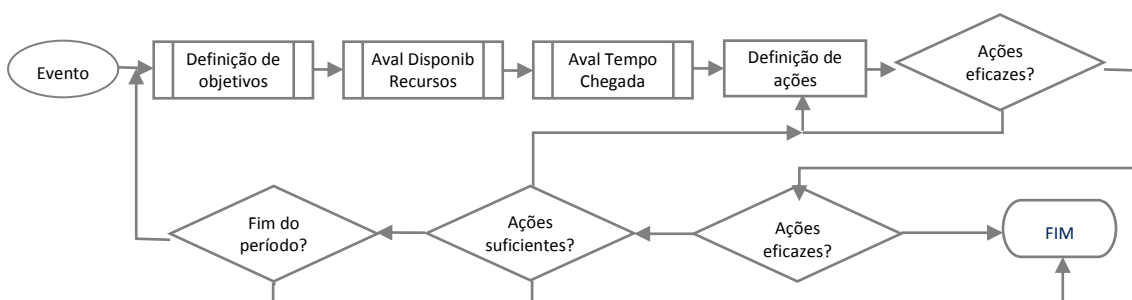 Evento
Definição de
objetivos
Aval Disponib
Recursos
Aval Tempo
Chegada
Definição de
ações
Ações
eficazes?
Fim do
período?
Ações
suficientes?
Ações
eficazes?
FIM